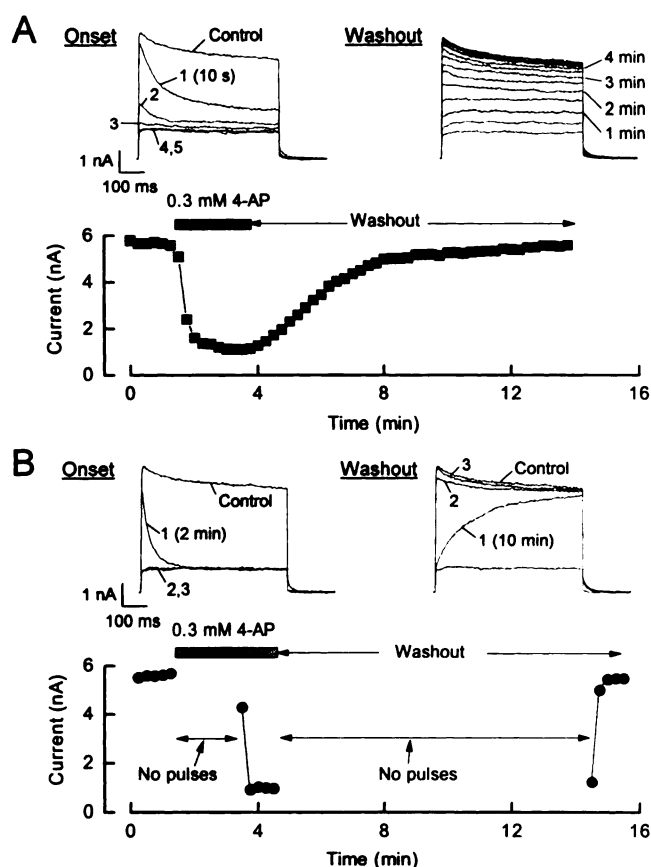 A
Onset
Control
1 (10 s)
2
3
4,5
1 nA
100 ms
Washout
4 min
3 min
2 min
1 min
0.3 mM 4-AP
Washout
Current (nA)
6
4
2
0
0 4 8 12 16
Time (min)
B
Onset
Control
1 (2 min)
2,3
1 nA
100 ms
Washout
3
Control
2
1 (10 min)
0.3 mM 4-AP
Washout
Current (nA)
6
4
2
0
No pulses
No pulses
0 4 8 12 16
Time (min)